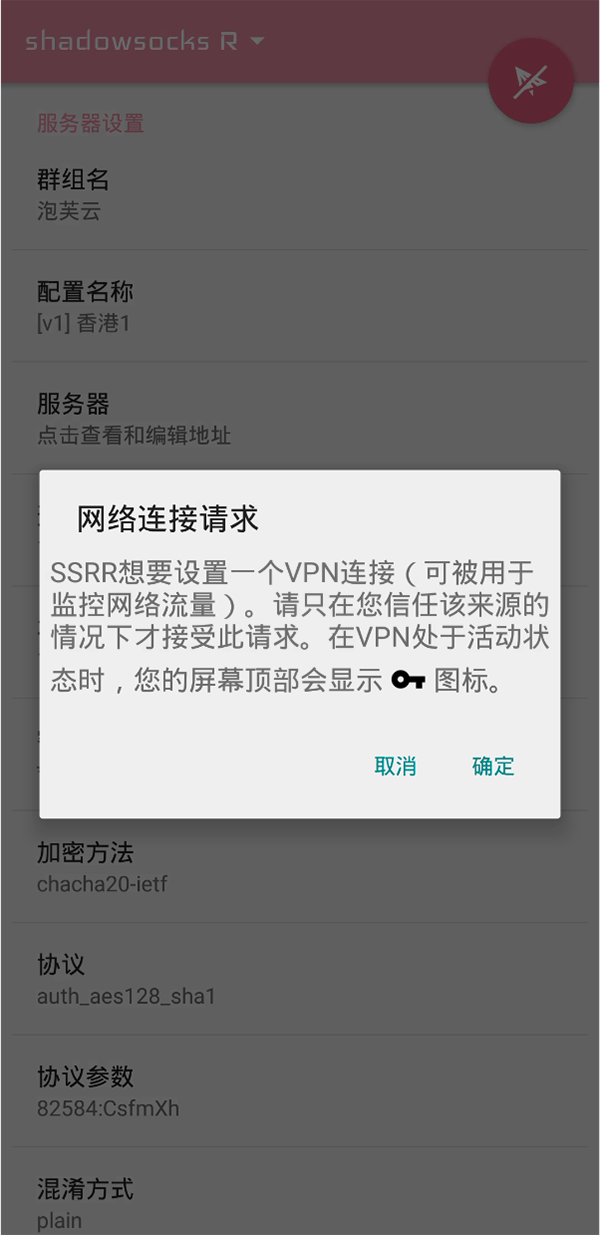 shadowsocks R
服务器设置
群组名
泡芙云
配置名称
[v1] 香港1
服务器
点击查看和编辑地址
网络连接请求
SSRR想要设置一个VPN连接（可被用于
监控网络流量）。请只在您信任该来源的
情况下才接受此请求。在VPN处于活动状
态时，您的屏幕顶部会显示 图标。
取消 确定
加密方法
chacha20-ietf
协议
auth_aes128_sha1
协议参数
82584:CsfmXh
混淆方式
plain